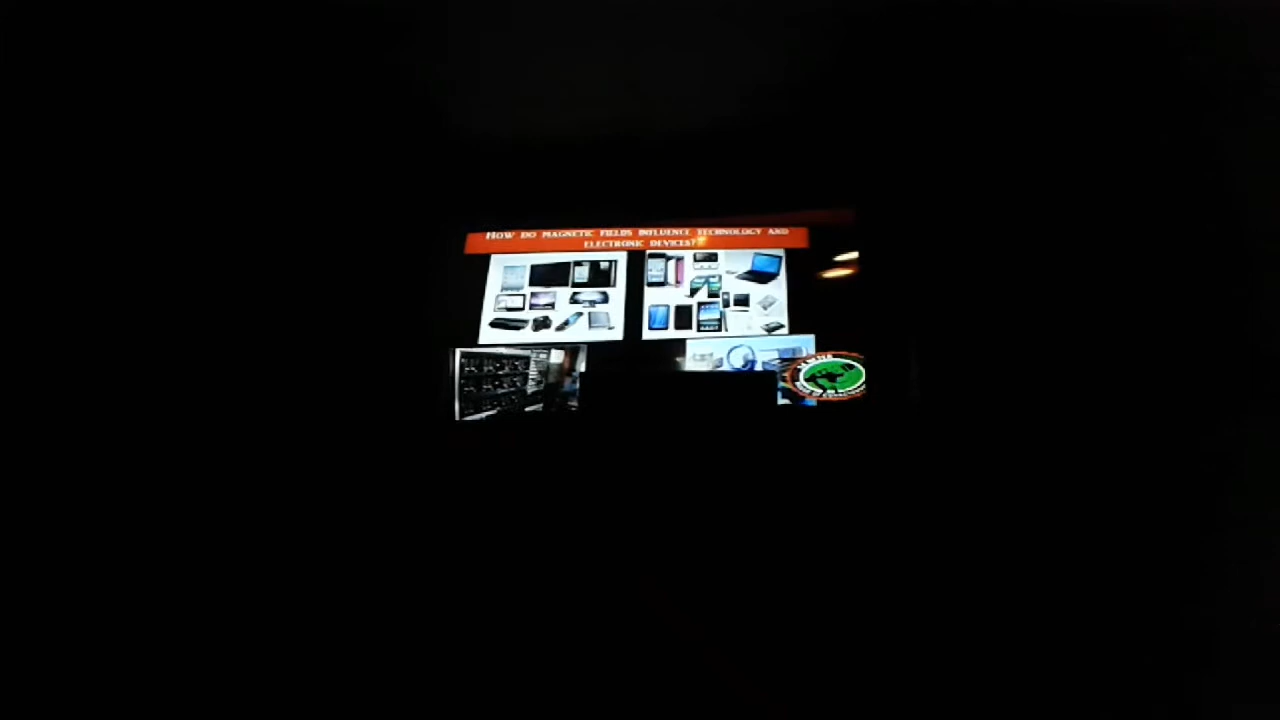 How do magnetic fields influence technology and
electronic devices?